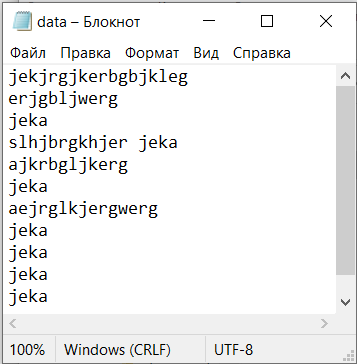 data – Блокнот
Файл Правка Формат Вид Справка
jekjrgjkerbgbjkleg
erjgbljwerg
jeka
slhjbrgkhjer jeka
ajkrbgljkerg
jeka
aejrglkjergwerg
jeka
jeka
jeka
jeka
100% Windows (CRLF) UTF-8